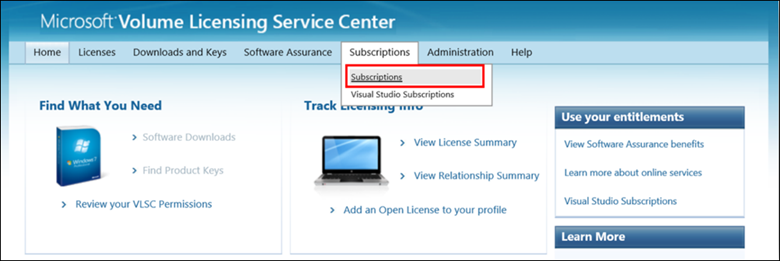 Microsoft® Volume Licensing Service Center
Home Licenses Downloads and Keys Software Assurance Subscriptions Administration Help
Subscriptions
Visual Studio Subscriptions
Find What You Need
Software Downloads
Find Product Keys
Review your VLSC Permissions
Track Licensing Info
View License Summary
View Relationship Summary
Add an Open License to your profile
Use your entitlements
View Software Assurance benefits
Learn more about online services
Visual Studio Subscriptions
Learn More
Windows 7